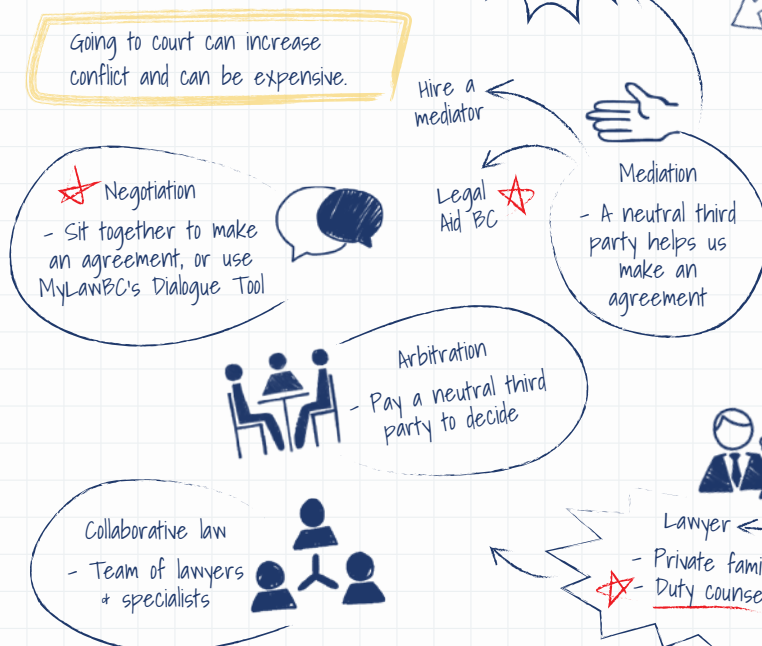 Going to court can increase
conflict and can be expensive.
Hire a
mediator
Legal
Aid BC
Mediation
- A neutral third
party helps us
make an
agreement
Negotiation
- Sit together to make
an agreement, or use
MyLawBC's Dialogue Tool
Arbitration
- Pay a neutral third
party to decide
Collaborative law
- Team of lawyers
& specialists
Lawyer
- Private fami
- Duty counse